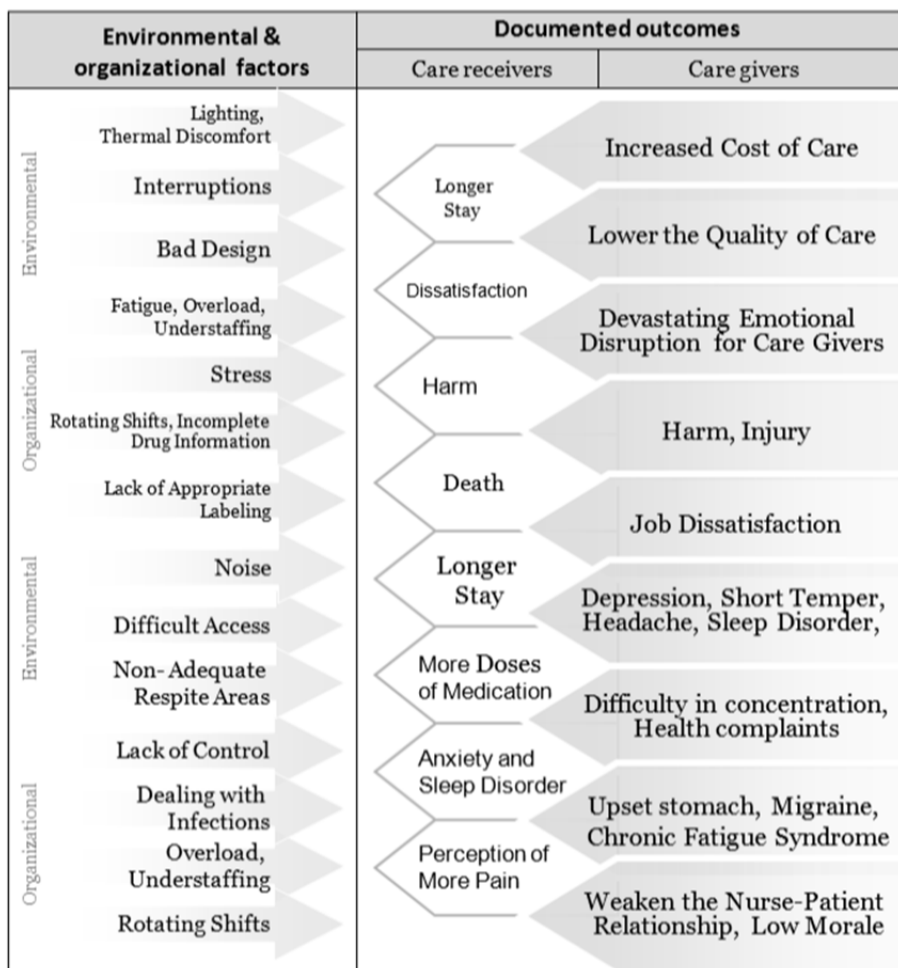 Environmental &
organizational factors
Documented outcomes
Care receivers
Care givers
Environmental
Organizational
Environmental
Organizational
Lighting,
Thermal Discomfort
Interruptions
Bad Design
Fatigue, Overload,
Understaffing
Stress
Rotating Shifts, Incomplete
Drug Information
Lack of Appropriate
Labeling
Noise
Difficult Access
Non- Adequate
Respite Areas
Lack of Control
Dealing with
Infections
Overload,
Understaffing
Rotating Shifts
Longer
Stay
Dissatisfaction
Harm
Death
Longer
Stay
More Doses
of Medication
Anxiety and
Sleep Disorder
Perception of
More Pain
Increased Cost of Care
Lower the Quality of Care
Devastating Emotional
Disruption for Care Givers
Harm, Injury
Job Dissatisfaction
Depression, Short Temper,
Headache, Sleep Disorder,
Difficulty in concentration,
Health complaints
Upset stomach, Migraine,
Chronic Fatigue Syndrome
Weaken the Nurse-Patient
Relationship, Low Morale